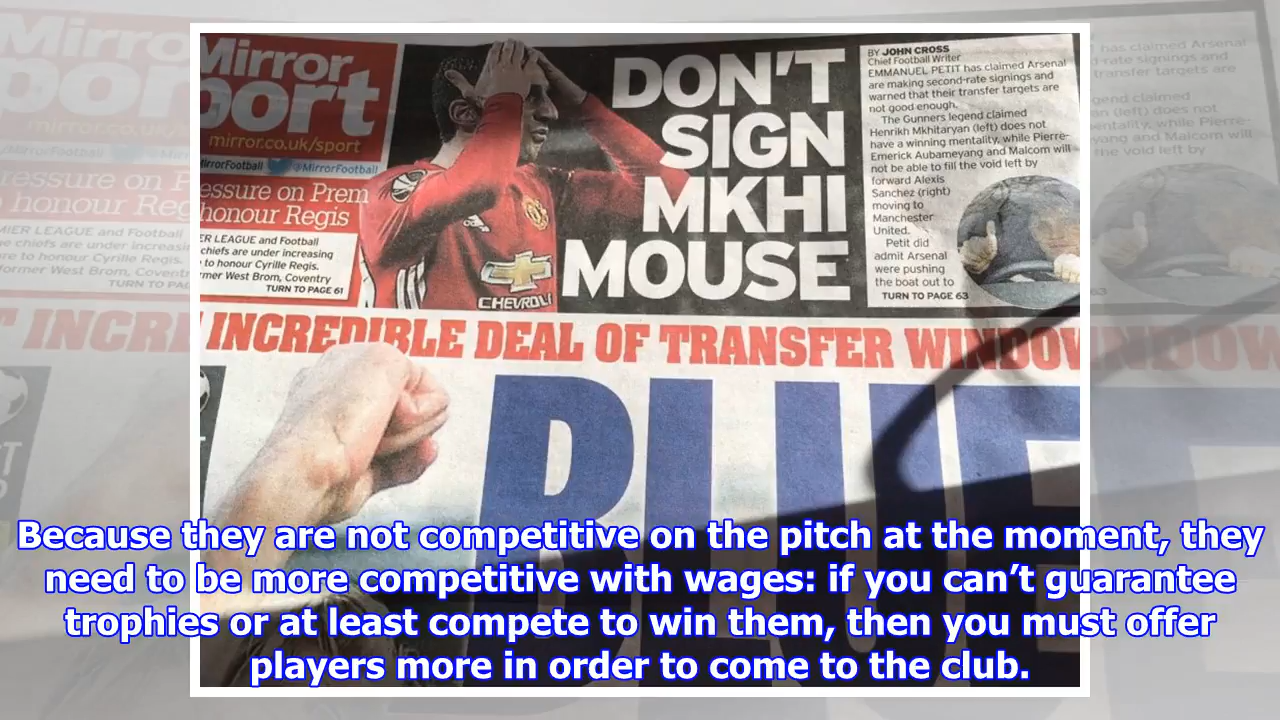 Mirror
port
mirror.co.uk/sport
MirrorFootball @MirrorFootball
essure on Prem
honour Regis
ER LEAGUE and Football
chiefs are under increasing
to honour Cyrille Regis.
rmer West Brom, Coventry
TURN TO PAGE 61
CHEVROLE
DON'T
SIGN
MKHI
MOUSE
BY JOHN CROSS
Chief Football Writer
EMMANUEL PETIT has claimed Arsenal
are making second-rate signings and
warned that their transfer targets are
not good enough.
The Gunners legend claimed
Henrikh Mkhitaryan (left) does not
have a winning mentality, while Pierre-
Emerick Aubameyang and Malcom will
not be able to fill the void left by
forward Alexis
Sanchez (right)
moving to
Manchester
United.
Petit did
admit Arsenal
were pushing
the boat out to
TURN TO PAGE 63
INCREDIBLE DEAL OF TRANSFER WINDOW
BLUE
Because they are not competitive on the pitch at the moment, they
need to be more competitive with wages: if you can’t guarantee
trophies or at least compete to win them, then you must offer
players more in order to come to the club.